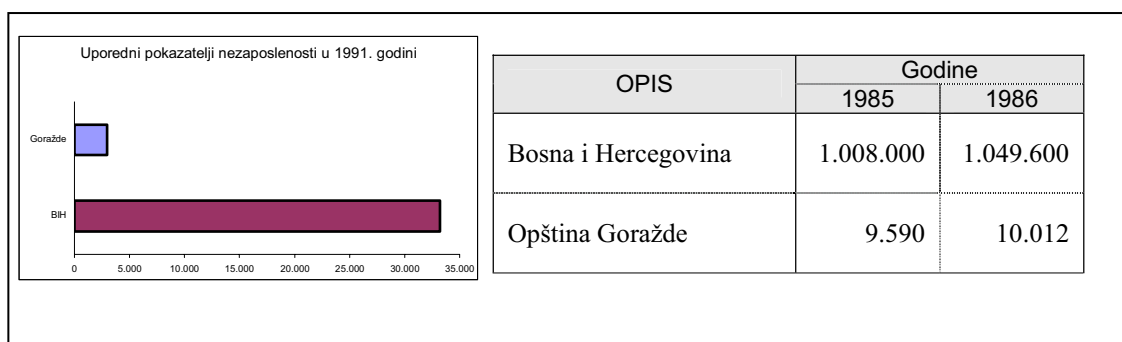 Uporedni pokazatelji nezaposlenosti u 1991. godini
Goražde
BIH
0 5.000 10.000 15.000 20.000 25.000 30.000 35.000
OPIS Godine
1985 1986
Bosna i Hercegovina 1.008.000 1.049.600
Opština Goražde 9.590 10.012